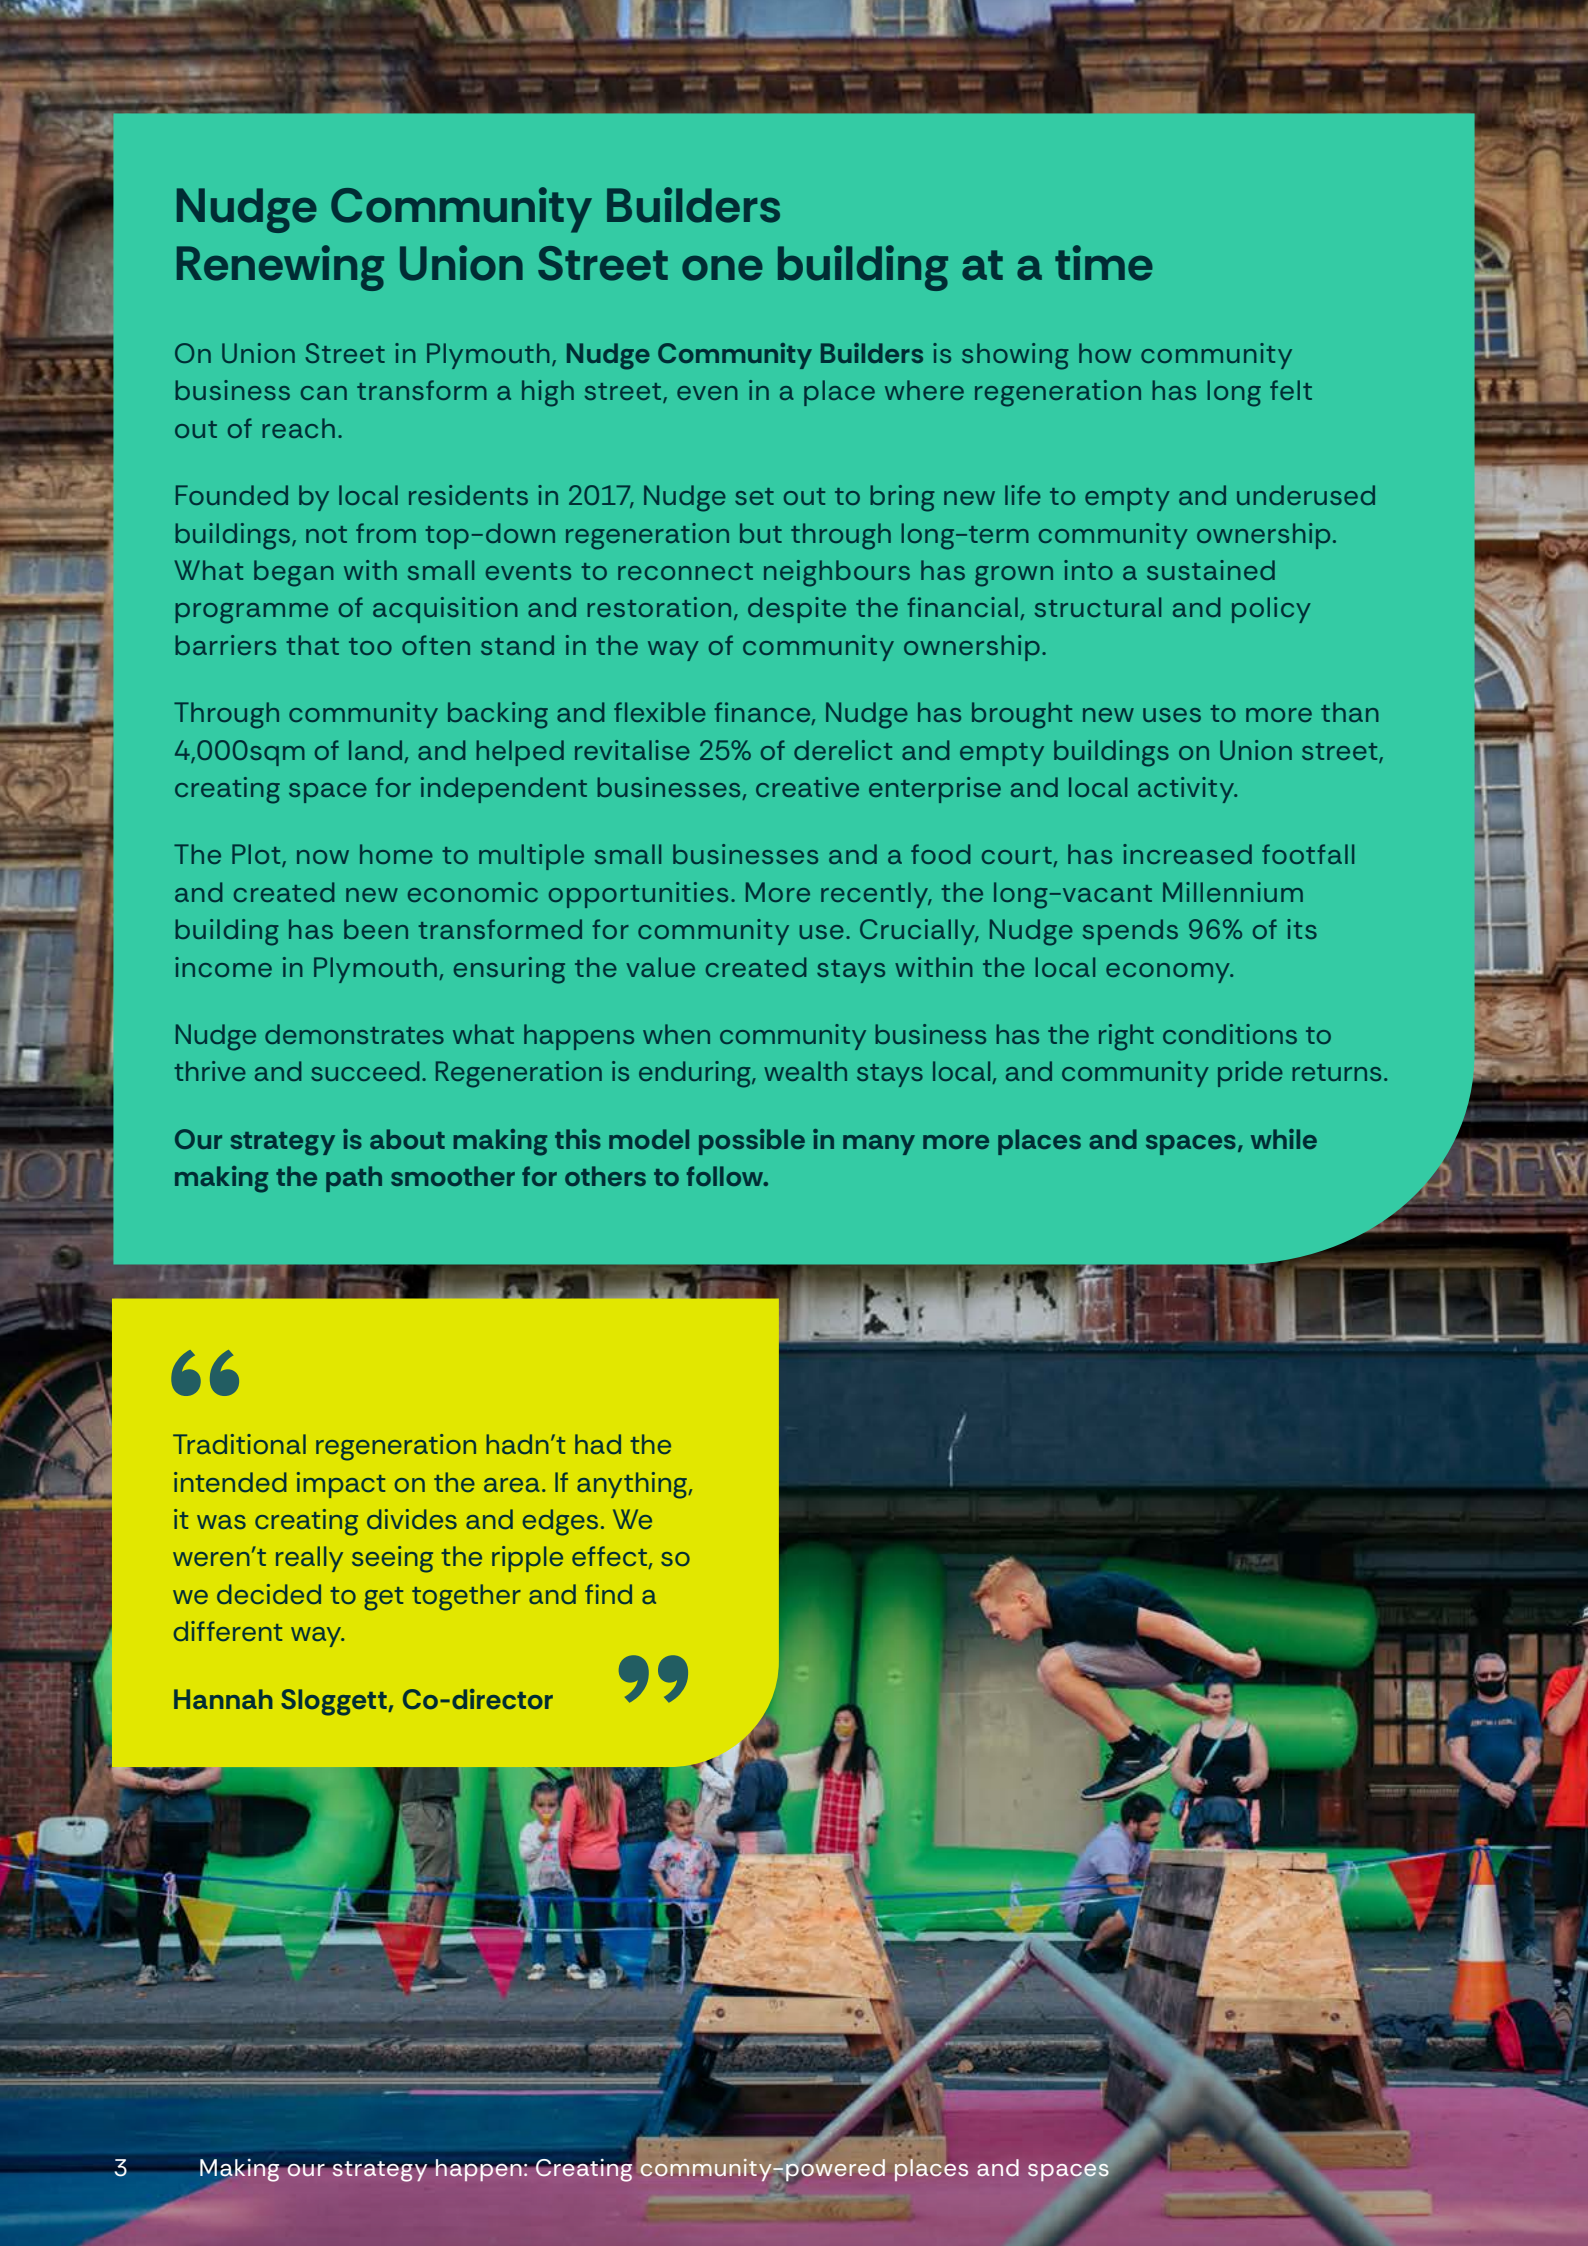 Nudge Community Builders
Renewing Union Street one building at a time
On Union Street in Plymouth, Nudge Community Builders is showing how community
business can transform a high street, even in a place where regeneration has long felt
out of reach.
Founded by local residents in 2017, Nudge set out to bring new life to empty and underused
buildings, not from top-down regeneration but through long-term community ownership.
What began with small events to reconnect neighbours has grown into a sustained
programme of acquisition and restoration, despite the financial, structural and policy
barriers that too often stand in the way of community ownership.
Through community backing and flexible finance, Nudge has brought new uses to more than
4,000sqm of land, and helped revitalise 25% of derelict and empty buildings on Union street,
creating space for independent businesses, creative enterprise and local activity.
The Plot, now home to multiple small businesses and a food court, has increased footfall
and created new economic opportunities. More recently, the long-vacant Millennium
building has been transformed for community use. Crucially, Nudge spends 96% of its
income in Plymouth, ensuring the value created stays within the local economy.
Nudge demonstrates what happens when community business has the right conditions to
thrive and succeed. Regeneration is enduring, wealth stays local, and community pride returns.
Our strategy is about making this model possible in many more places and spaces, while
making the path smoother for others to follow.
HOT
NEW
“
Traditional regeneration hadn’t had the
intended impact on the area. If anything,
it was creating divides and edges. We
weren’t really seeing the ripple effect, so
we decided to get together and find a
different way.
Hannah Sloggett, Co-director
”
3 Making our strategy happen: Creating community-powered places and spaces